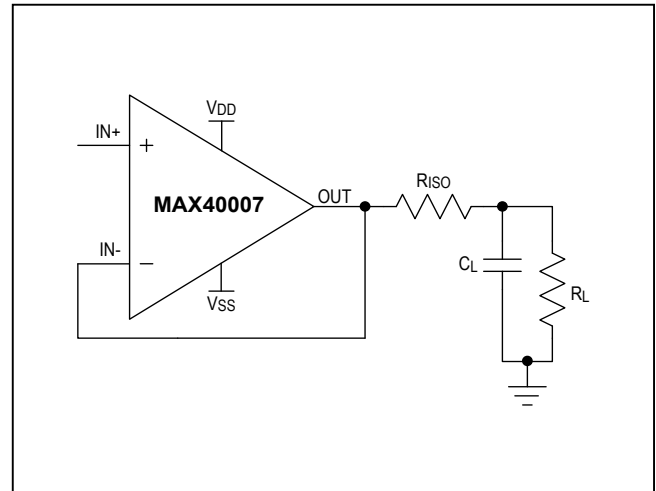 VDD
IN+
+
MAX40007
OUT
RISO
IN-
−
VSS
CL
RL